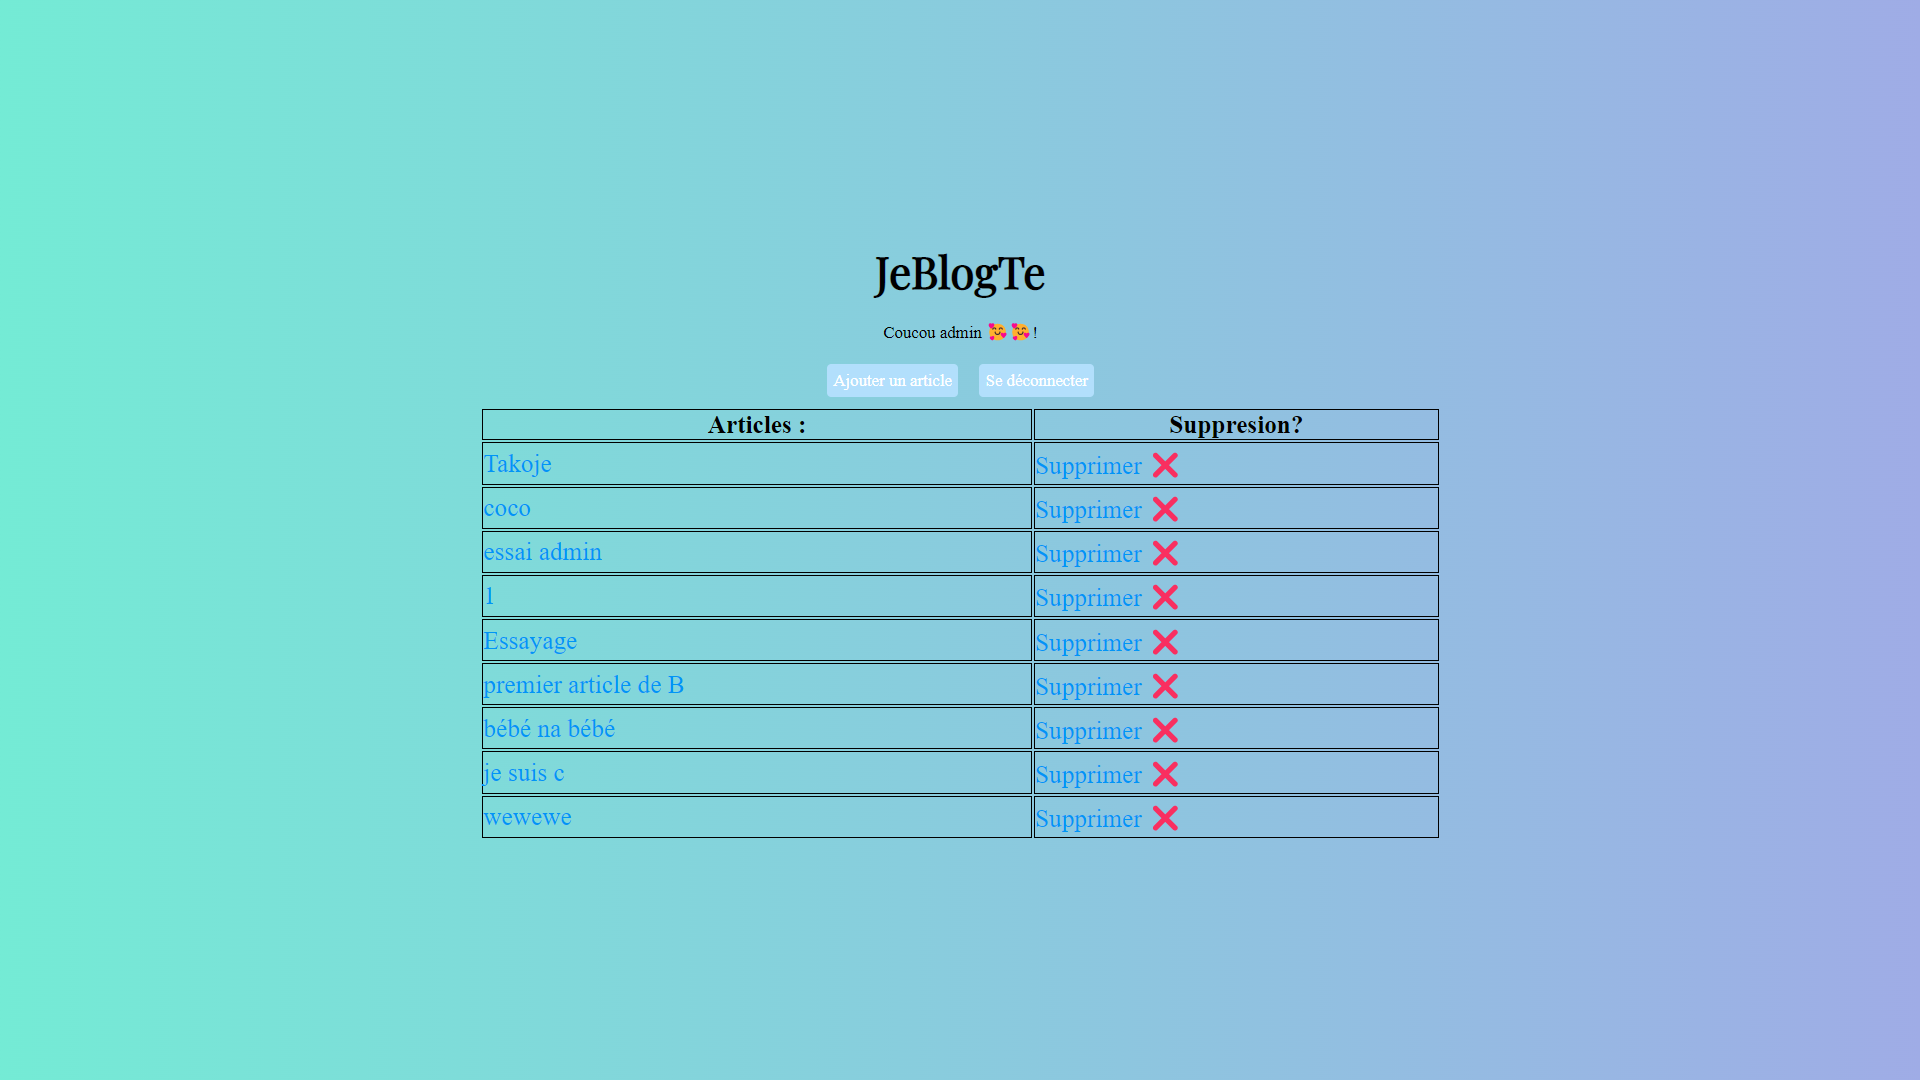 JeBlogTe
Coucou admin 🥰🥰!
Ajouter un article Se déconnecter
Articles : Suppresion?
Takoje Supprimer ❌
coco Supprimer ❌
essai admin Supprimer ❌
1 Supprimer ❌
Essayage Supprimer ❌
premier article de B Supprimer ❌
bébé na bébé Supprimer ❌
je suis c Supprimer ❌
wewewe Supprimer ❌